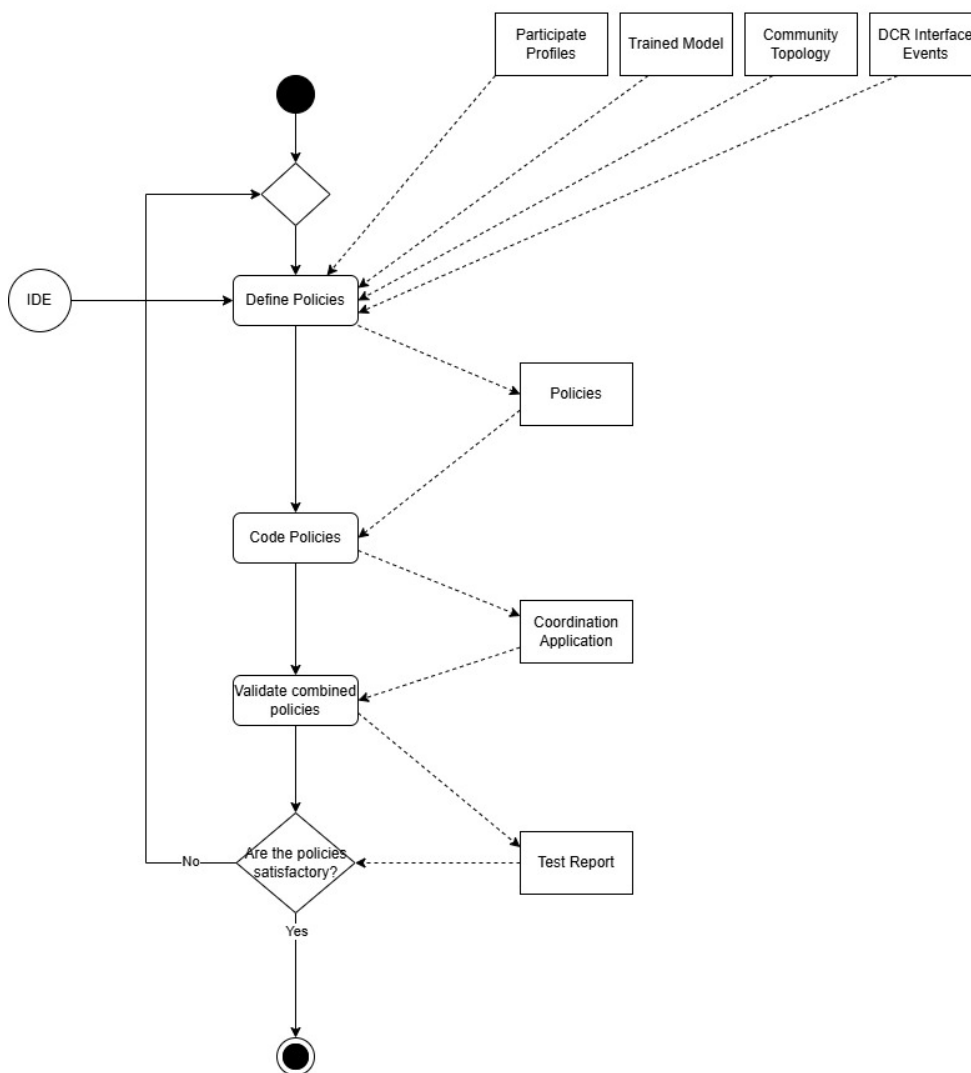 Participate
Profiles
Trained Model
Community
Topology
DCR Interface
Events
IDE
Define Policies
Policies
Code Policies
Coordination
Application
Validate combined
policies
Are the policies
satisfactory?
No
Test Report
Yes